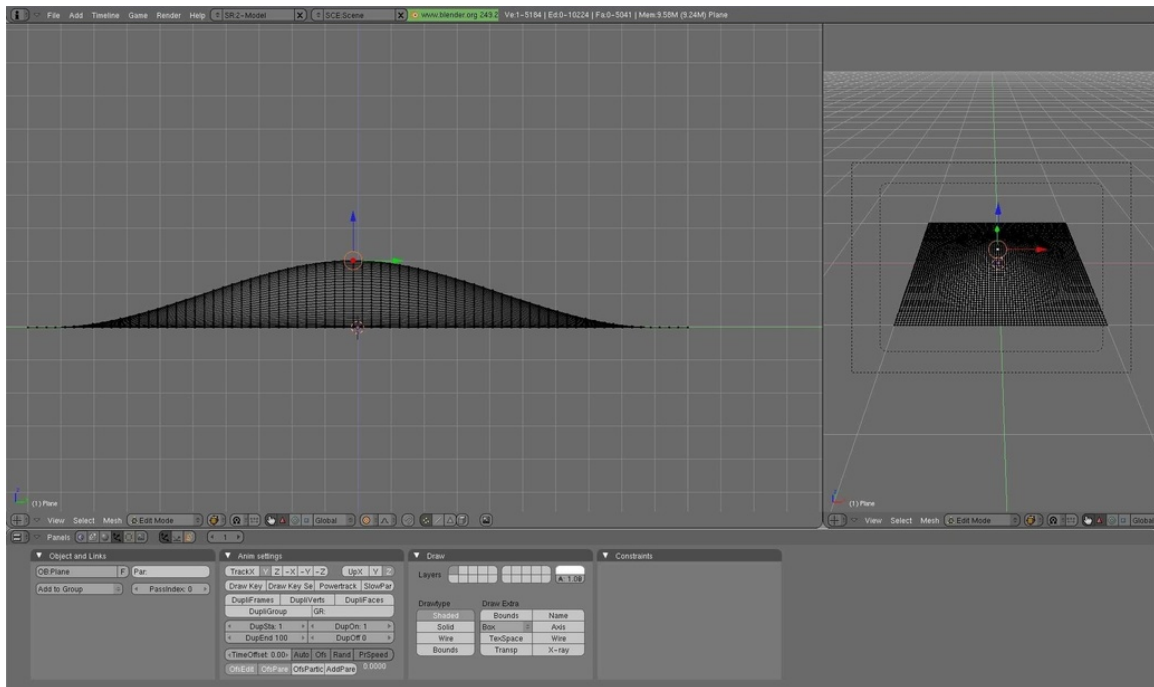 File Add Timeline Game Render Help SR:2-Model SCE:Scene www.blender.org 249.2 Ve:1-5184 | Ed:0-10224 | Fa:0-5041 | Mem:9.58M (9.24M) Plane
(1) Plane
(1) Plane
View Select Mesh Edit Mode Global
View Select Mesh Edit Mode Global
Panels 1
Object and Links
OB:Plane F Par:
Add to Group PassIndex: 0
Anim settings
TrackX Y Z -X -Y -Z UpX Y Z
Draw Key Draw Key Se Powertrack SlowPar
DupliFrames DupliVerts DupliFaces
DupliGroup GR:
DupSta: 1 DupOn: 1
DupEnd 100 DupOff 0
TimeOffset: 0.00 Auto Ofs Rand PrSpeed
OfsEdit OfsPare OfsPartic AddPare 0.0000
Draw
Layers
Drawtype Draw Extra
Shaded Bounds Name
Solid Box Axis
Wire TexSpace Wire
Bounds Transp X-ray
Constraints